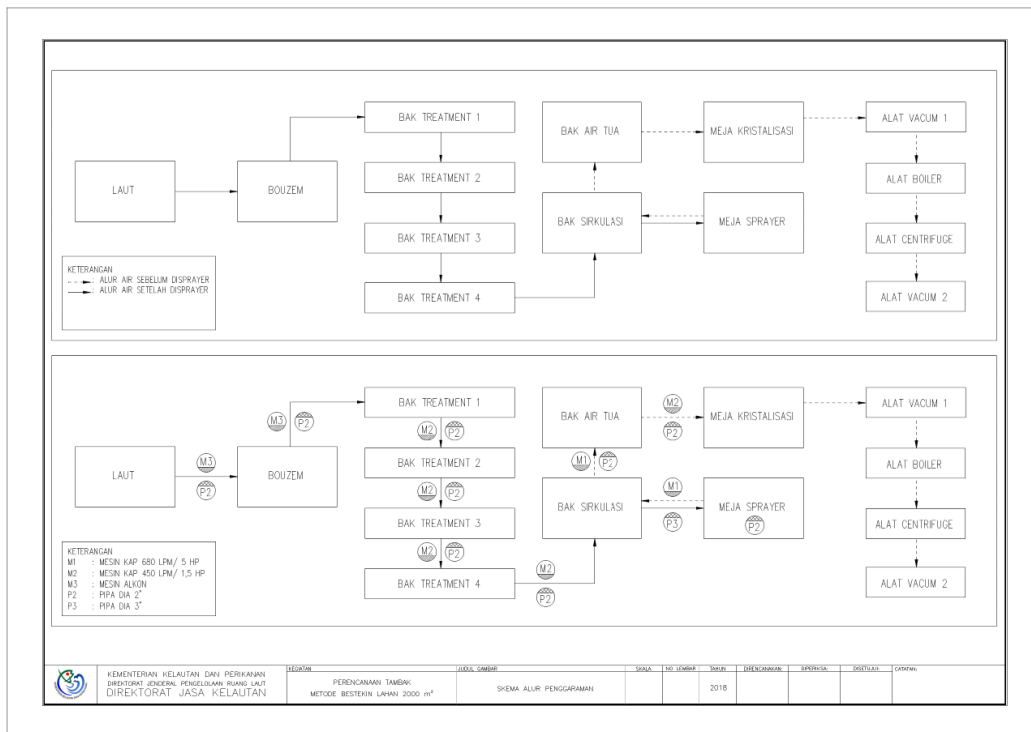 BAK TREATMENT 1
BAK TREATMENT 2
BAK TREATMENT 3
BAK TREATMENT 4
LAUT
BOUZEM
BAK AIR TUA
MEJA KRISTALISASI
BAK SIRKULASI
MEJA SPRAYER
ALAT VACUM 1
ALAT BOILER
ALAT CENTRIFUGE
ALAT VACUM 2
KETERANGAN
: ALUR AIR SEBELUM DISPRAYER
: ALUR AIR SETELAH DISPRAYER
BAK TREATMENT 1
M3 P2
M2 P2
BAK TREATMENT 2
M2 P2
BAK TREATMENT 3
M2 P2
BAK TREATMENT 4
LAUT
M3
P2
BOUZEM
M2
P2
BAK AIR TUA
M2
P2
MEJA KRISTALISASI
M1 P2
BAK SIRKULASI
M1
P3
MEJA SPRAYER
P2
ALAT VACUM 1
ALAT BOILER
ALAT CENTRIFUGE
ALAT VACUM 2
KETERANGAN
M1 : MESIN KAP 680 LPM/ 5 HP
M2 : MESIN KAP 450 LPM/ 1,5 HP
M3 : MESIN ALKON
P2 : PIPA DIA 2"
P3 : PIPA DIA 3"
KEMENTERIAN KELAUTAN DAN PERIKANAN
DIREKTORAT JENDERAL PENGELOLAAN RUANG LAUT
DIREKTORAT JASA KELAUTAN
KEGIATAN
PERENCANAAN TAMBAK
METODE BESTEKIN LAHAN 2000 m²
JUDUL GAMBAR
SKEMA ALUR PENGGARAMAN
SKALA
NO LEMBAR
TAHUN
2018
DIRENCANAKAN:
DIPERIKSA:
DISETUJUI:
CATATAN: